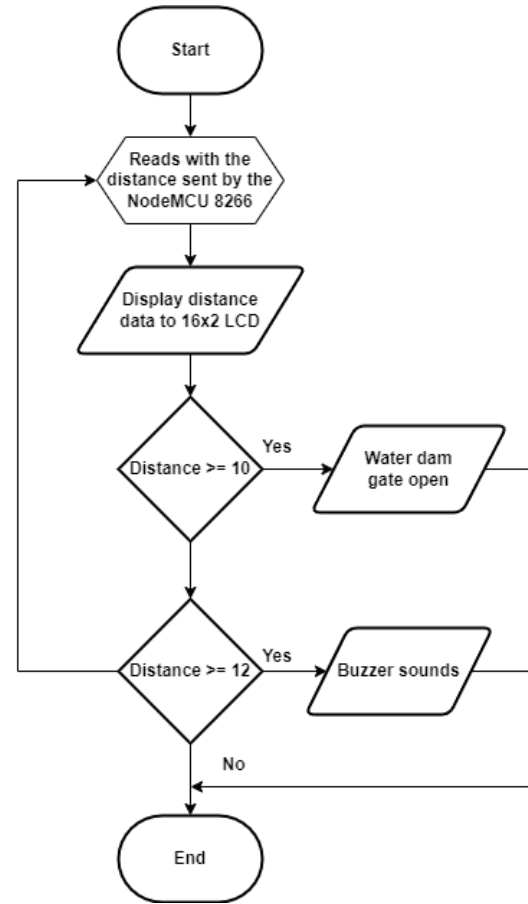 Start
Reads with the
distance sent by the
NodeMCU 8266
Display distance
data to 16x2 LCD
Distance >= 10
Yes
Water dam
gate open
Distance >= 12
Yes
Buzzer sounds
No
End